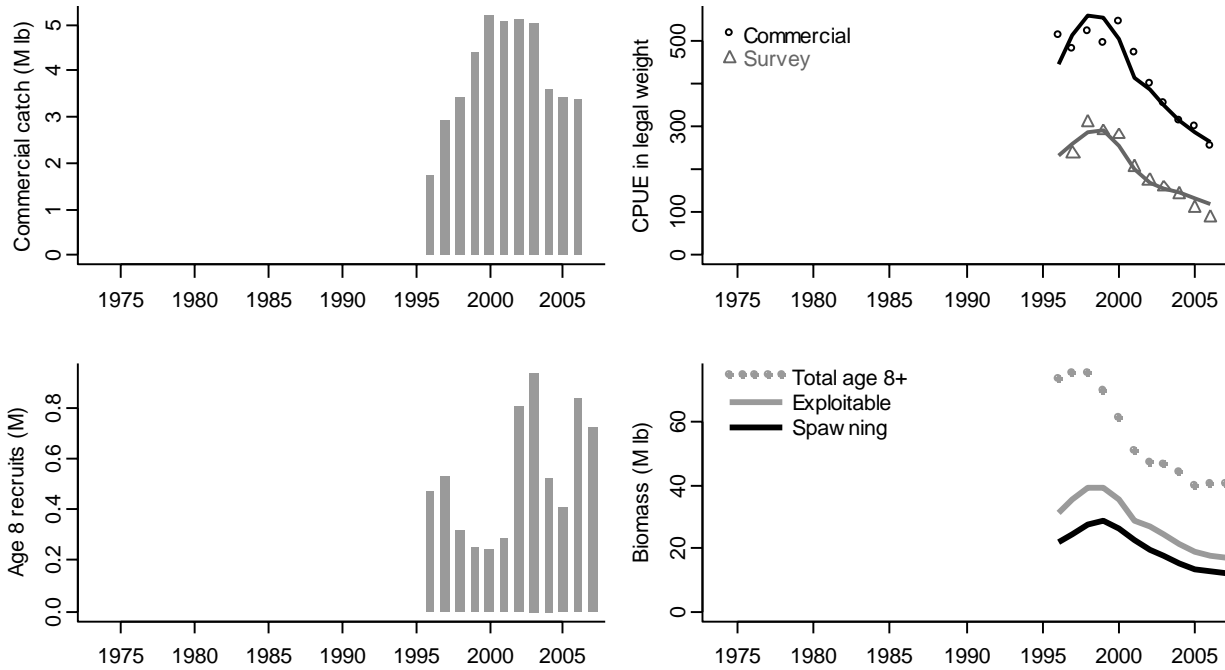 Commercial catch (M lb)
0 1 2 3 4 5
1975 1980 1985 1990 1995 2000 2005
CPUE in legal weight
0 100 300 500
Commercial
Survey
1975 1980 1985 1990 1995 2000 2005
Age 8 recruits (M)
0.0 0.2 0.4 0.6 0.8
1975 1980 1985 1990 1995 2000 2005
Biomass (M lb)
0 20 40 60
Total age 8+
Exploitable
Spaw ning
1975 1980 1985 1990 1995 2000 2005